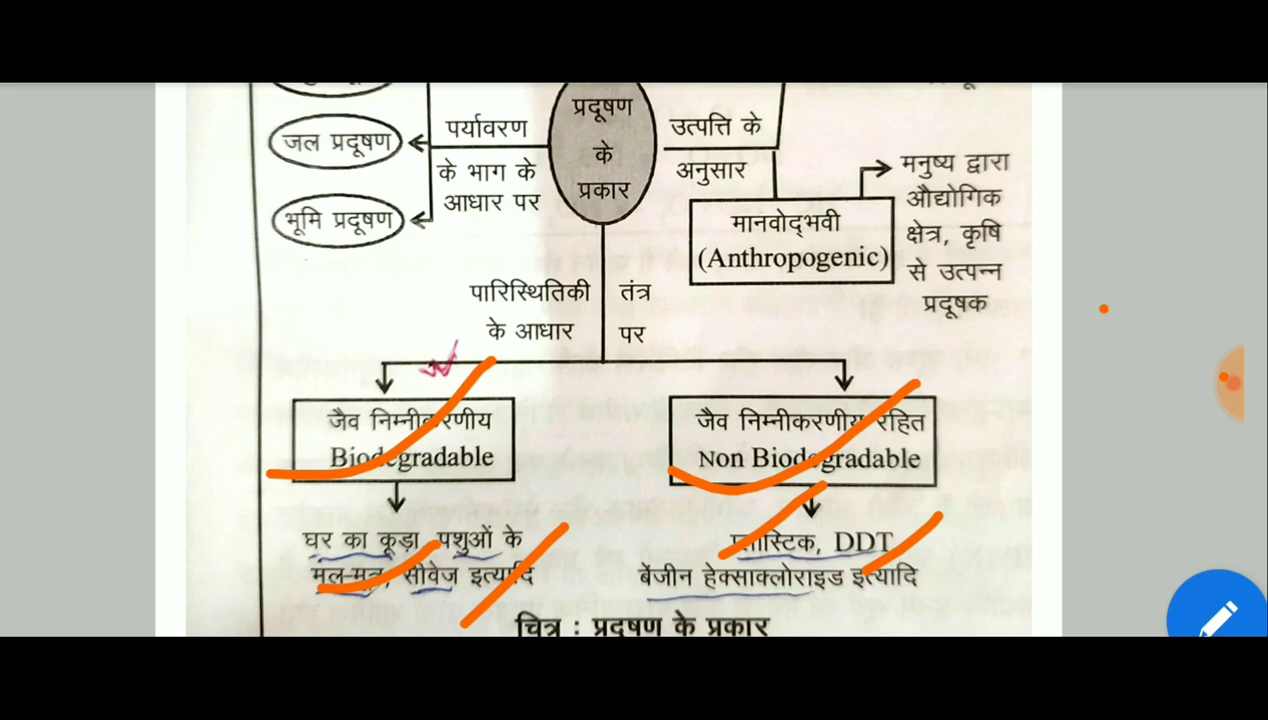 प्रदूषण
के
प्रकार
पर्यावरण
के भाग के
आधार पर
जल प्रदूषण
भूमि प्रदूषण
उत्पत्ति के
अनुसार
मानवोद्भवी
(Anthropogenic)
मनुष्य द्वारा
औद्योगिक
क्षेत्र, कृषि
से उत्पन्न
प्रदूषक
पारिस्थितिकी तंत्र
के आधार पर
जैव निम्नीकरणीय
Biodegradable
घर का कूड़ा, पशुओं के
मल-मूत्र, सीवेज इत्यादि
जैव निम्नीकरणीय रहित
Non Biodegradable
प्लास्टिक, DDT
बेंजीन हेक्साक्लोराइड इत्यादि
चित्र : प्रदूषण के प्रकार